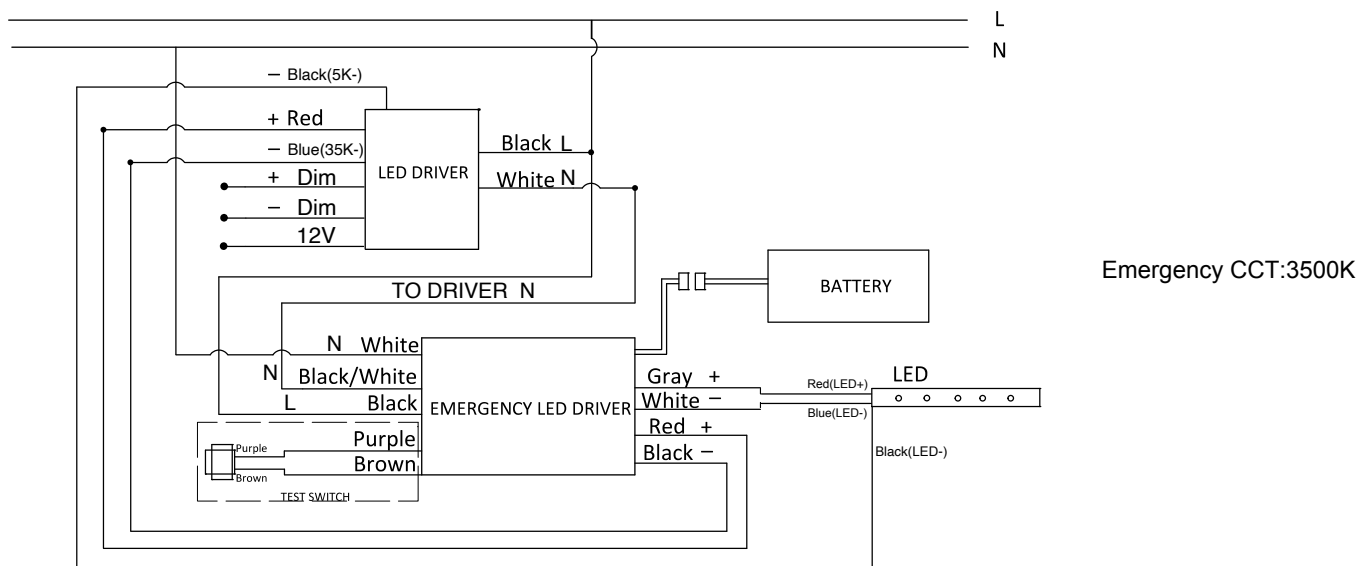 L
N
– Black(5K-)
+ Red
– Blue(35K-)
+ Dim
– Dim
12V
LED DRIVER
Black L
White N
TO DRIVER N
BATTERY
Emergency CCT:3500K
N White
N Black/White
L Black
Purple
Brown
EMERGENCY LED DRIVER
Gray +
White –
Red +
Black –
Red(LED+)
Blue(LED-)
LED
Black(LED-)
Purple
Brown
TEST SWITCH